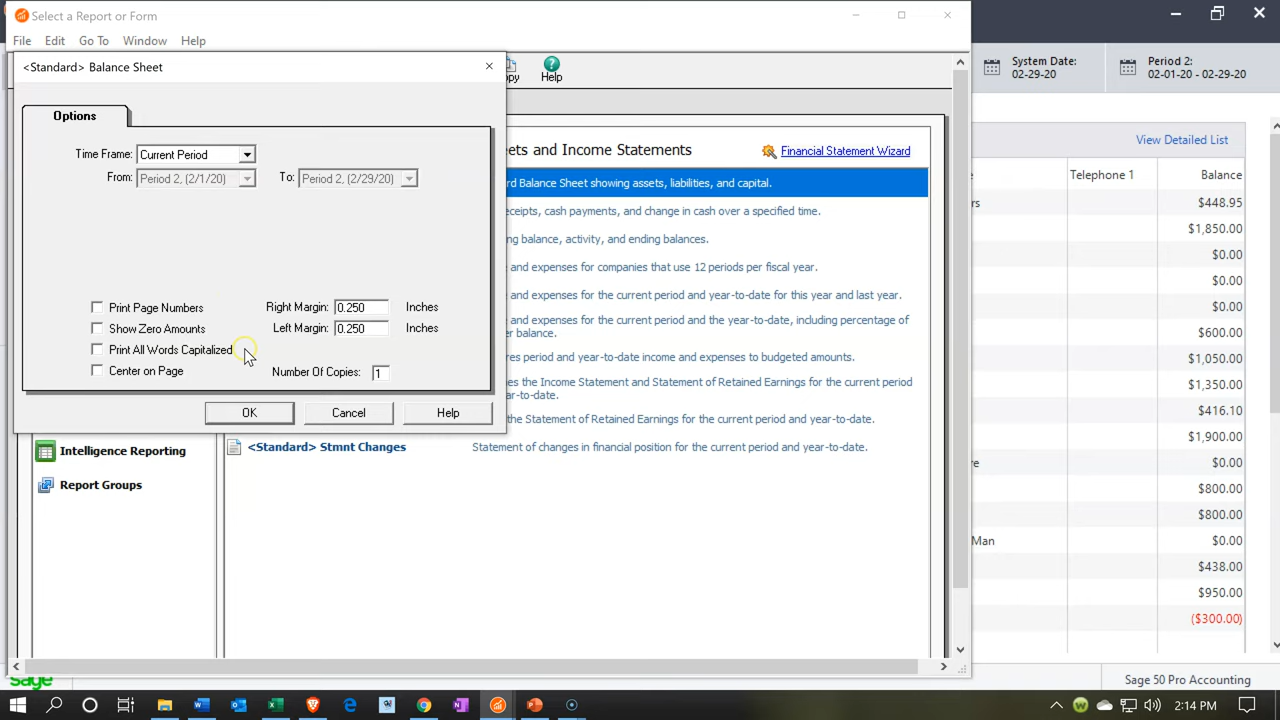 Select a Report or Form
File Edit Go To Window Help
<Standard> Balance Sheet
Help
System Date:
02-29-20
Period 2:
02-01-20 - 02-29-20
Options
Time Frame: Current Period
From: Period 2, (2/1/20) To: Period 2, (2/29/20)
Print Page Numbers
Show Zero Amounts
Print All Words Capitalized
Center on Page
Right Margin: 0.250 Inches
Left Margin: 0.250 Inches
Number Of Copies: 1
OK Cancel Help
ets and Income Statements Financial Statement Wizard
rd Balance Sheet showing assets, liabilities, and capital.
eceipts, cash payments, and change in cash over a specified time.
ng balance, activity, and ending balances.
e and expenses for companies that use 12 periods per fiscal year.
e and expenses for the current period and year-to-date for this year and last year.
e and expenses for the current period and the year-to-date, including percentage of
er balance.
res period and year-to-date income and expenses to budgeted amounts.
es the Income Statement and Statement of Retained Earnings for the current period
r-to-date.
the Statement of Retained Earnings for the current period and year-to-date.
<Standard> Stmnt Changes Statement of changes in financial position for the current period and year-to-date.
Intelligence Reporting
Report Groups
View Detailed List
Telephone 1 Balance
rs $448.95
$1,850.00
$0.00
$0.00
$0.00
$600.00
$1,050.00
$1,350.00
$416.10
$1,900.00
re $0.00
$800.00
$800.00
Man $0.00
$438.00
$950.00
($300.00)
sage
Sage 50 Pro Accounting
2:14 PM